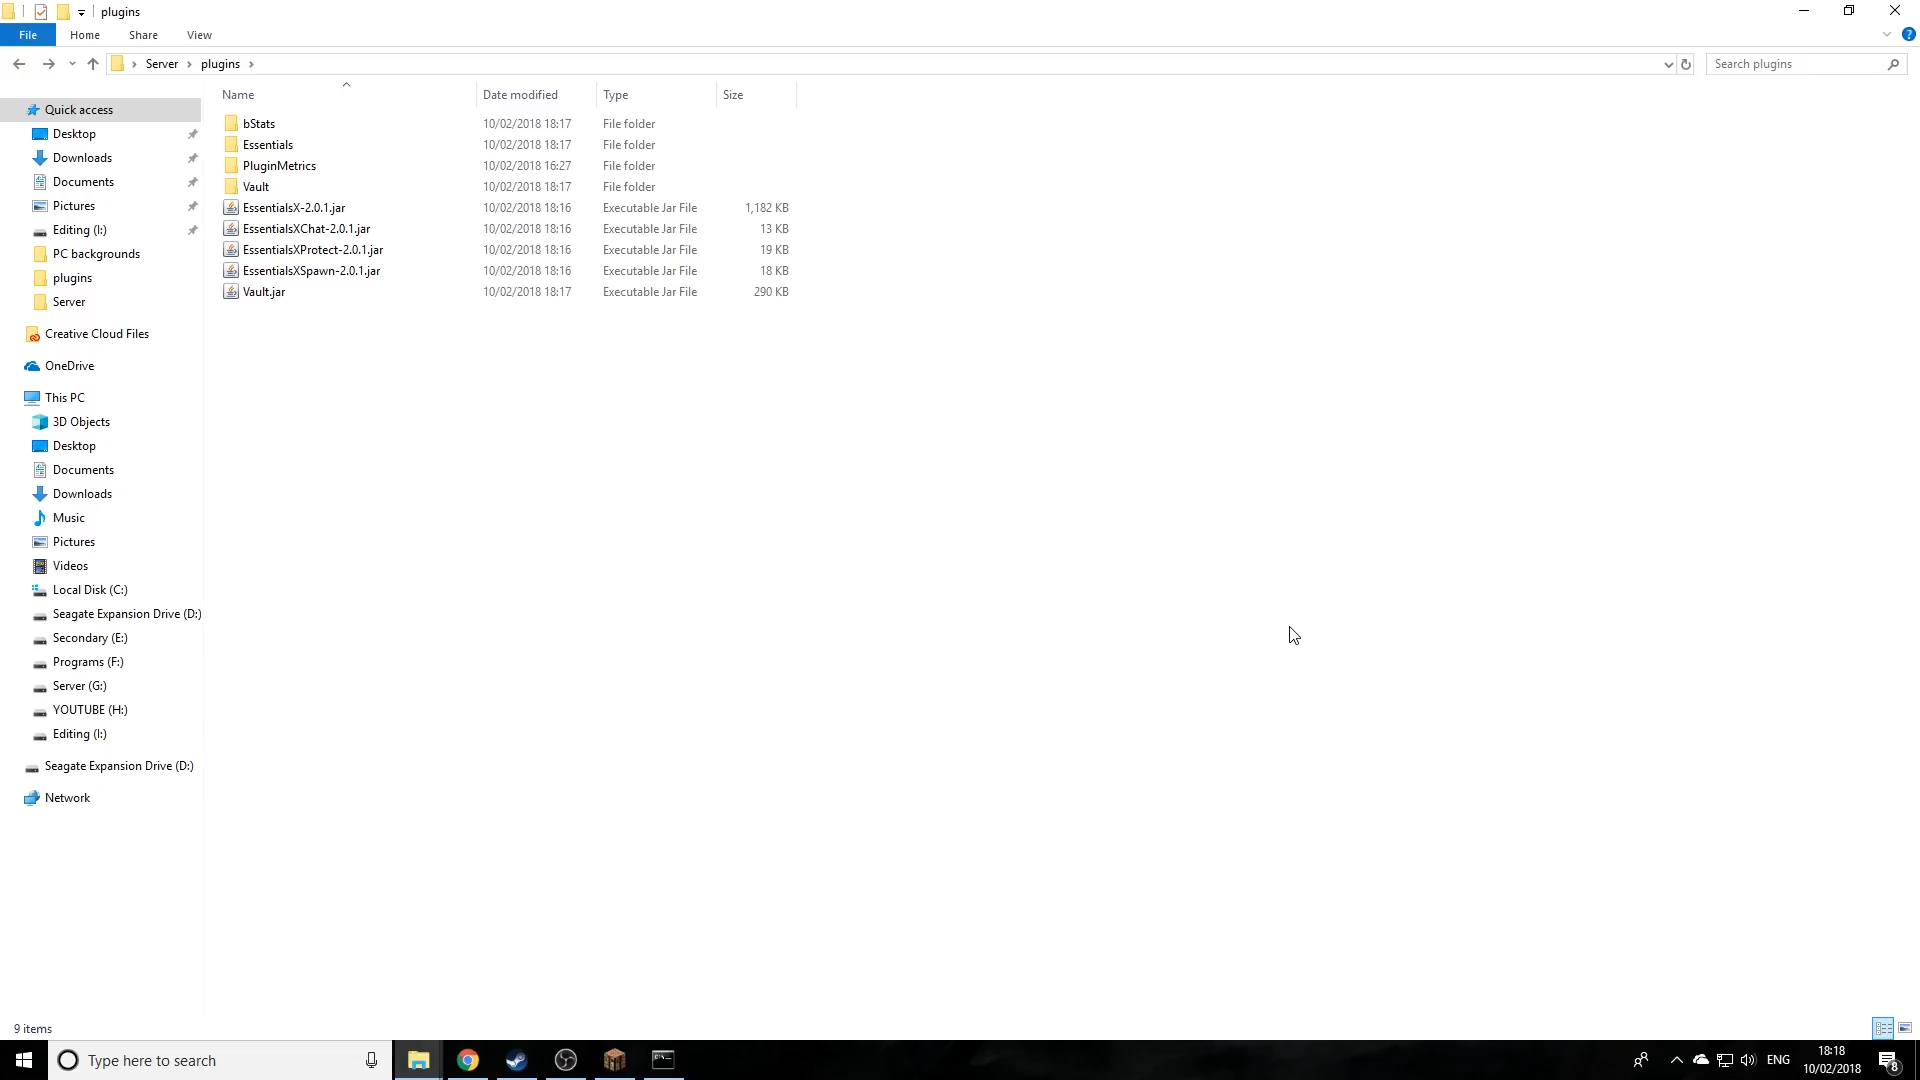 plugins
File Home Share View
Server plugins
Search plugins
Name Date modified Type Size
Quick access
Desktop
Downloads
Documents
Pictures
Editing (I:)
PC backgrounds
plugins
Server
Creative Cloud Files
OneDrive
This PC
3D Objects
Desktop
Documents
Downloads
Music
Pictures
Videos
Local Disk (C:)
Seagate Expansion Drive (D:)
Secondary (E:)
Programs (F:)
Server (G:)
YOUTUBE (H:)
Editing (I:)
Seagate Expansion Drive (D:)
Network
bStats 10/02/2018 18:17 File folder
Essentials 10/02/2018 18:17 File folder
PluginMetrics 10/02/2018 16:27 File folder
Vault 10/02/2018 18:17 File folder
EssentialsX-2.0.1.jar 10/02/2018 18:16 Executable Jar File 1,182 KB
EssentialsXChat-2.0.1.jar 10/02/2018 18:16 Executable Jar File 13 KB
EssentialsXProtect-2.0.1.jar 10/02/2018 18:16 Executable Jar File 19 KB
EssentialsXSpawn-2.0.1.jar 10/02/2018 18:16 Executable Jar File 18 KB
Vault.jar 10/02/2018 18:17 Executable Jar File 290 KB
9 items
Type here to search
ENG
18:18
10/02/2018
8